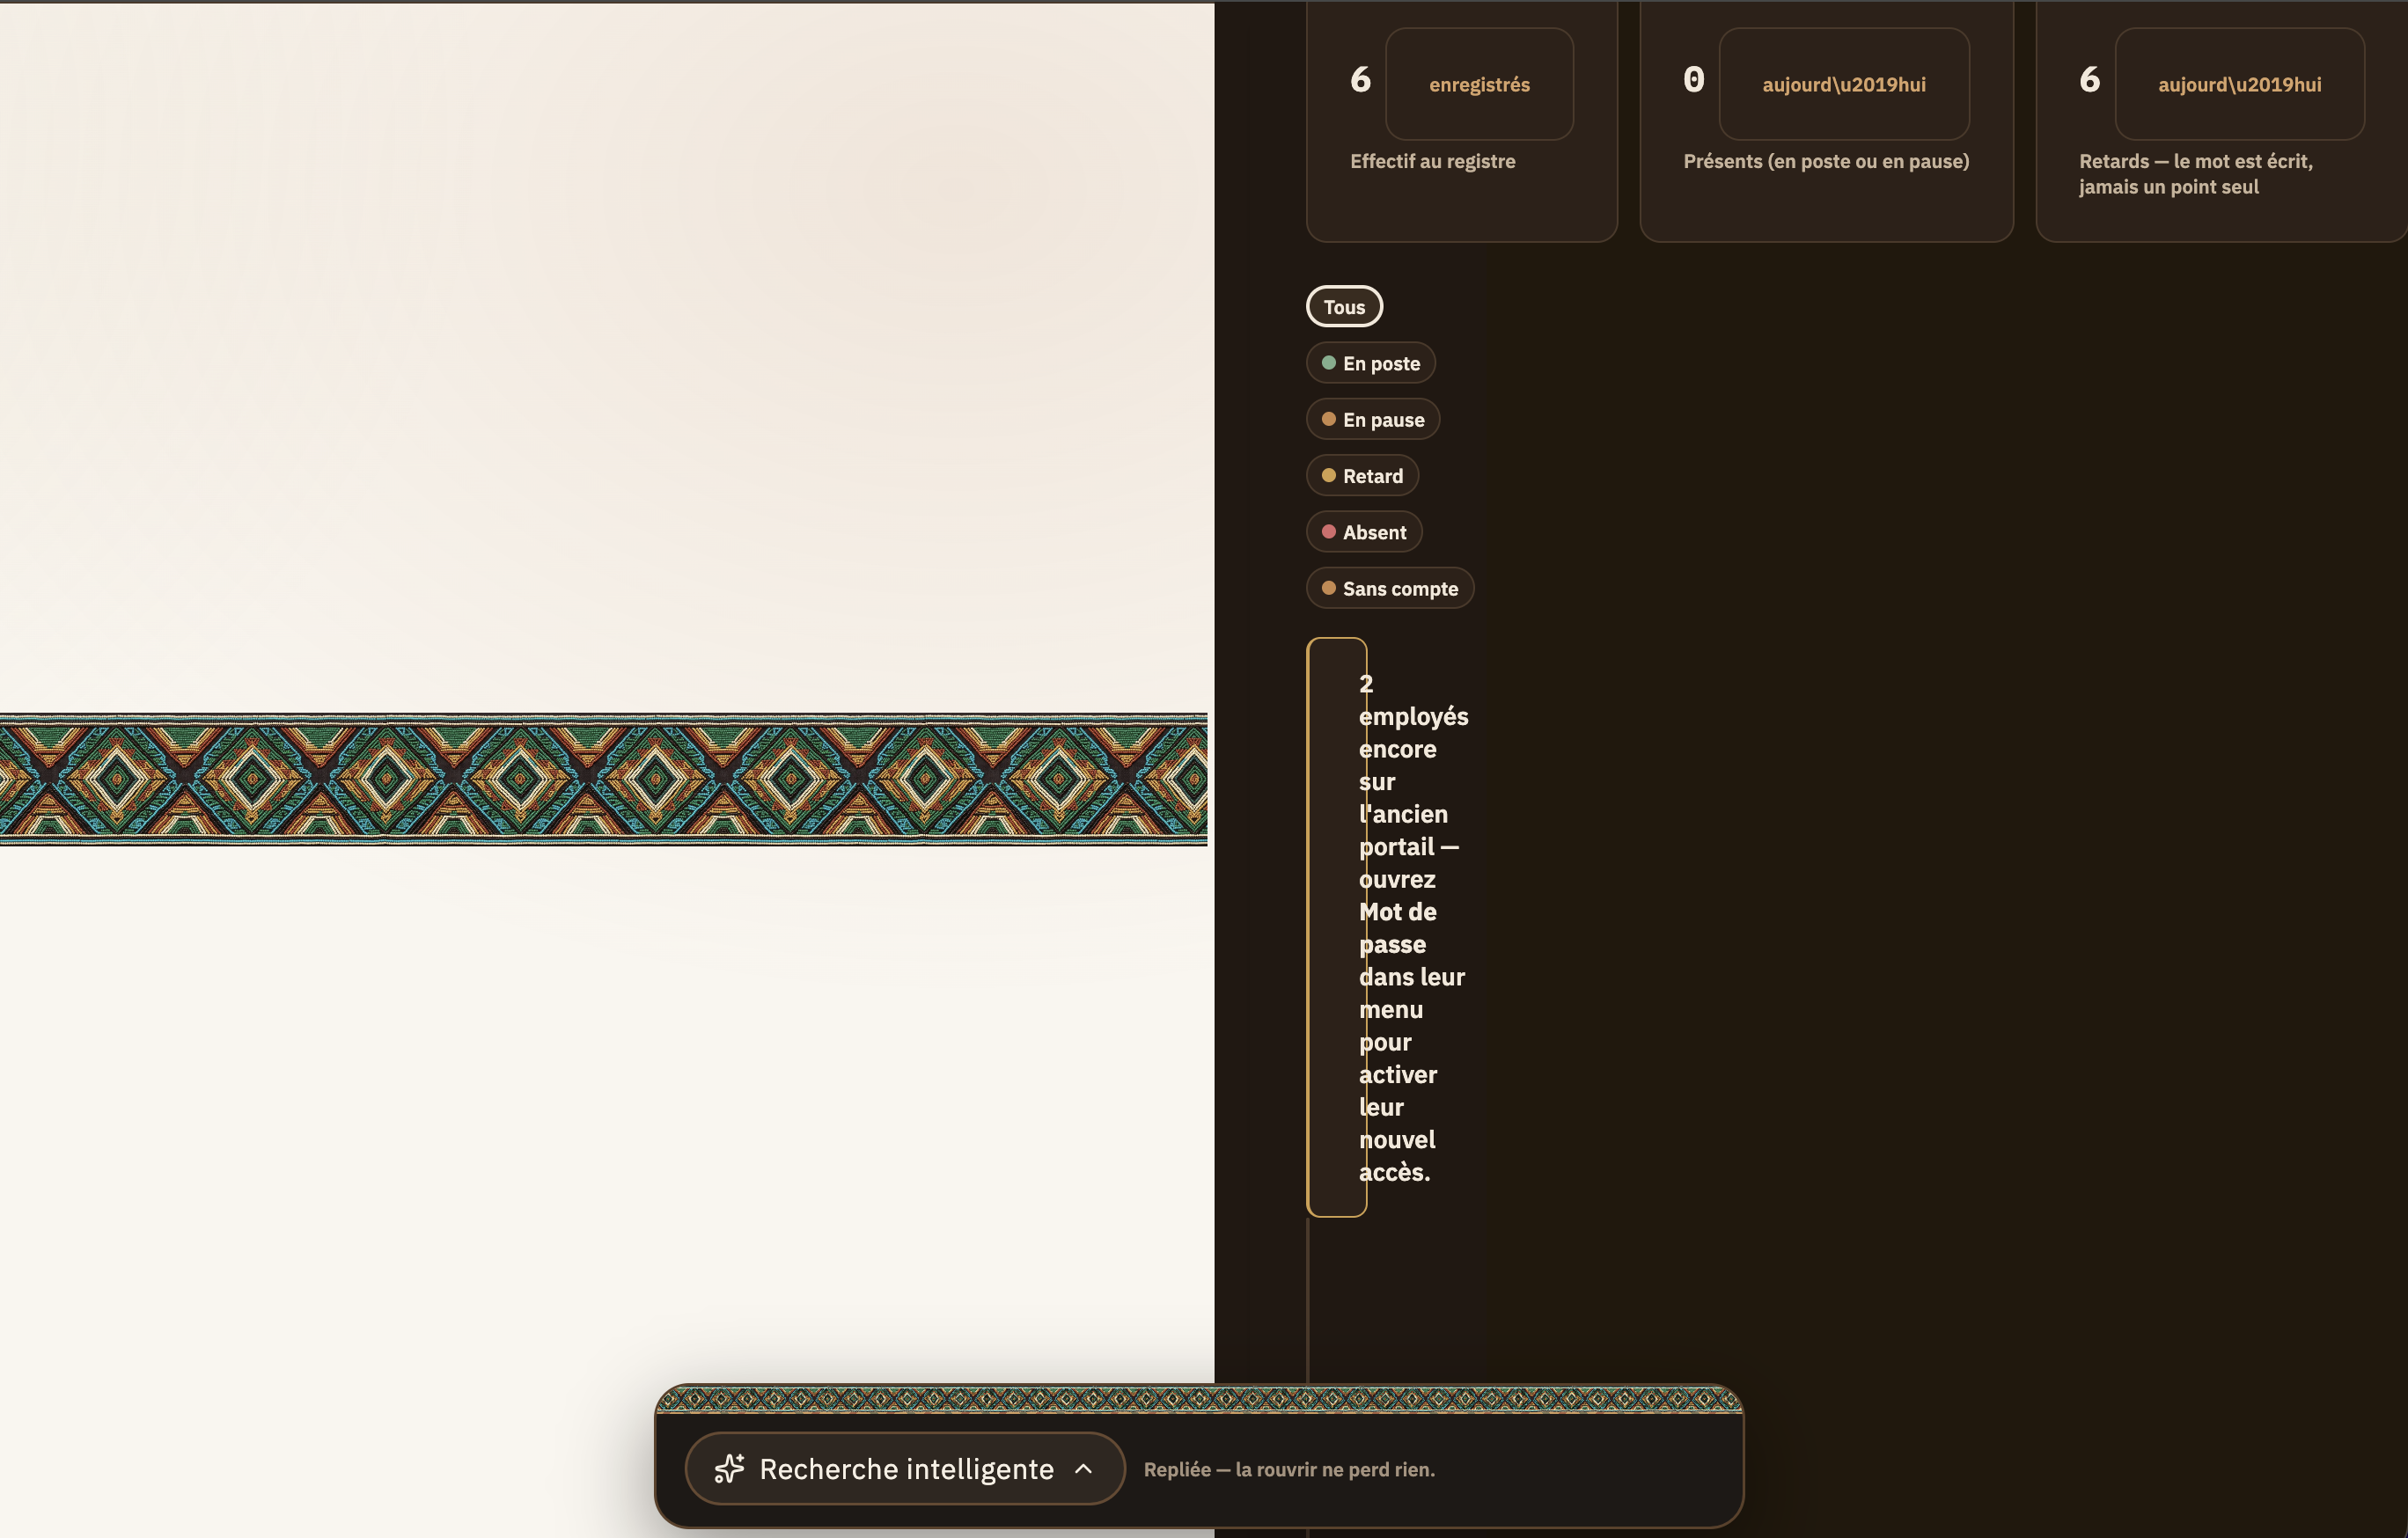 6 enregistrés
Effectif au registre
0 aujourd\u2019hui
Présents (en poste ou en pause)
6 aujourd\u2019hui
Retards — le mot est écrit,
jamais un point seul
Tous
En poste
En pause
Retard
Absent
Sans compte
2
employés
encore
sur
l'ancien
portail —
ouvrez
Mot de
passe
dans leur
menu
pour
activer
leur
nouvel
accès.
Recherche intelligente
Repliée — la rouvrir ne perd rien.